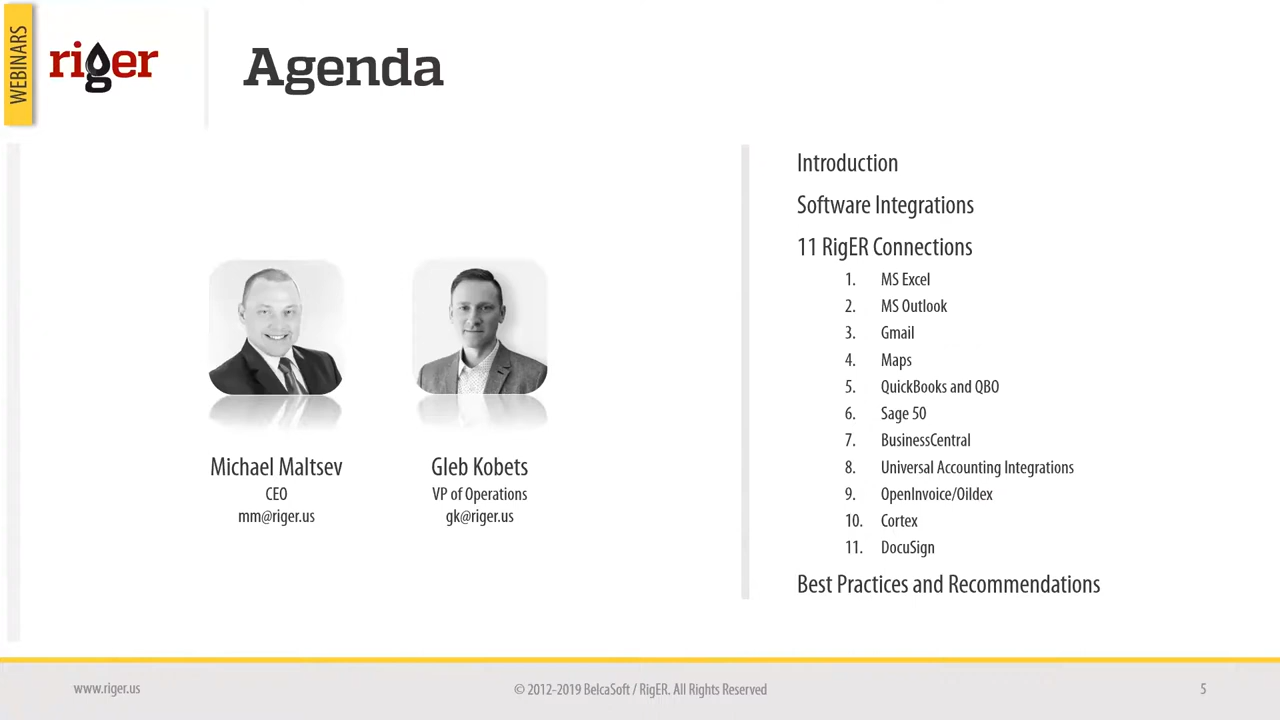 WEBINARS
riger
Agenda
Michael Maltsev
CEO
mm@riger.us
Gleb Kobets
VP of Operations
gk@riger.us
Introduction
Software Integrations
11 RigER Connections
1. MS Excel
2. MS Outlook
3. Gmail
4. Maps
5. QuickBooks and QBO
6. Sage 50
7. BusinessCentral
8. Universal Accounting Integrations
9. OpenInvoice/Oildex
10. Cortex
11. DocuSign
Best Practices and Recommendations
www.riger.us
© 2012-2019 BelcaSoft / RigER. All Rights Reserved
5